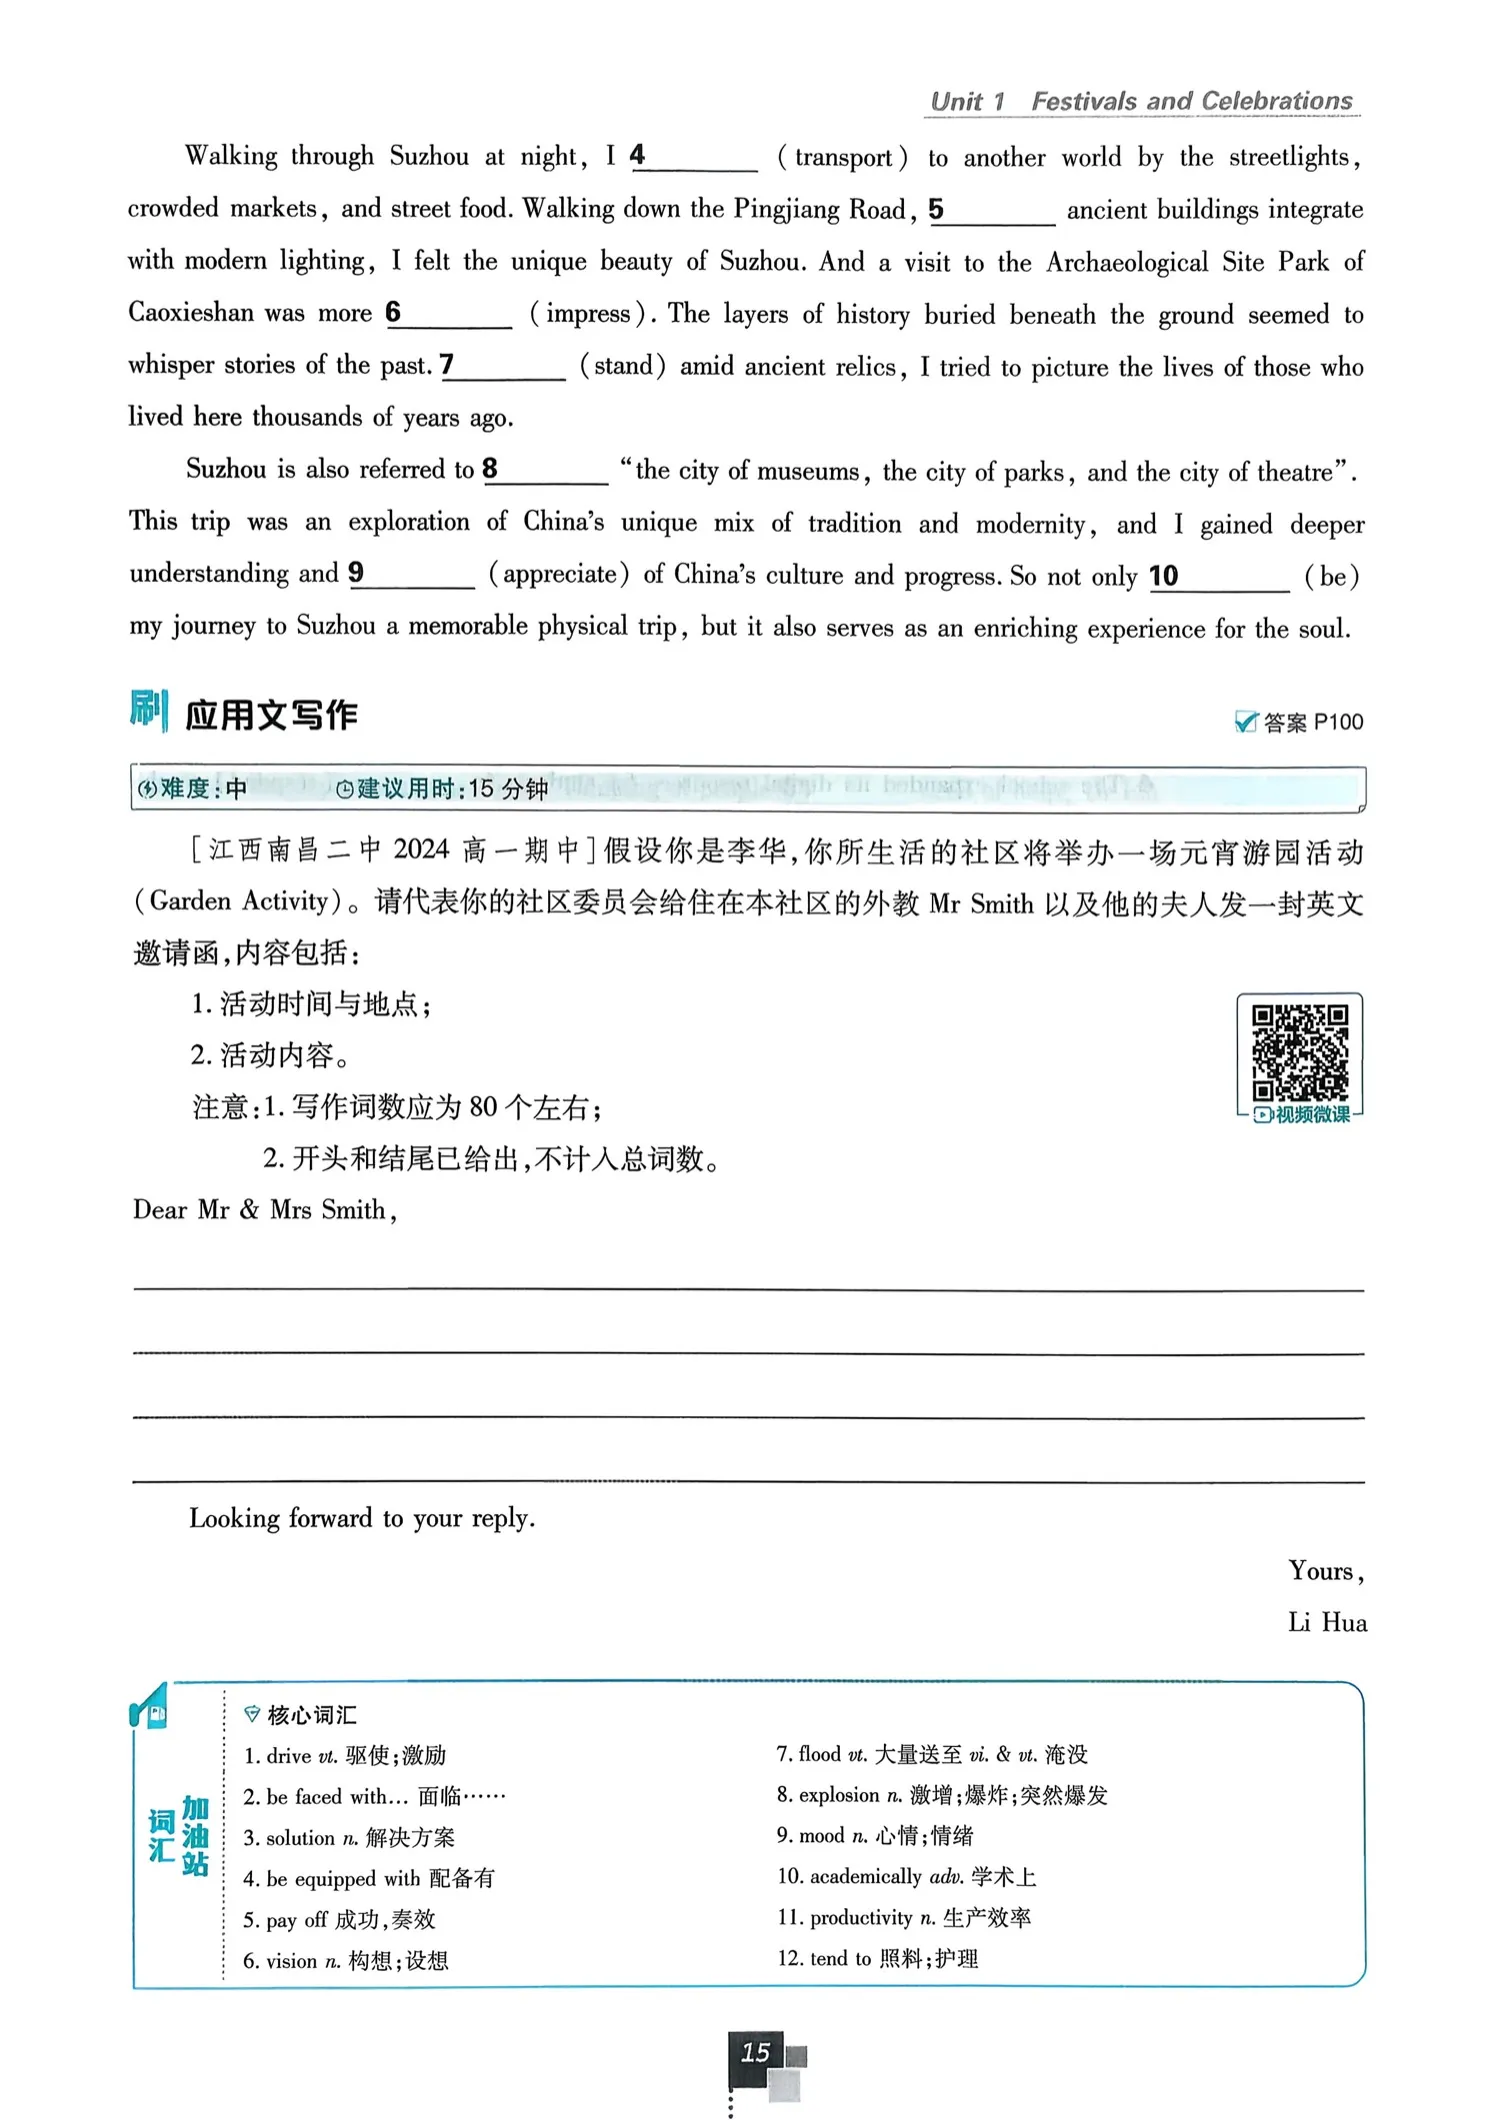 Unit 1 Festivals and Celebrations
Walking through Suzhou at night, I 4________ (transport) to another world by the streetlights,
crowded markets, and street food. Walking down the Pingjiang Road, 5________ ancient buildings integrate
with modern lighting, I felt the unique beauty of Suzhou. And a visit to the Archaeological Site Park of
Caoxieshan was more 6________ (impress). The layers of history buried beneath the ground seemed to
whisper stories of the past. 7________ (stand) amid ancient relics, I tried to picture the lives of those who
lived here thousands of years ago.
Suzhou is also referred to 8________ “the city of museums, the city of parks, and the city of theatre”.
This trip was an exploration of China's unique mix of tradition and modernity, and I gained deeper
understanding and 9________ (appreciate) of China's culture and progress. So not only 10________ (be)
my journey to Suzhou a memorable physical trip, but it also serves as an enriching experience for the soul.
刷 应用文写作
答案 P100
难度:中 建议用时:15 分钟
[江西南昌二中 2024 高一期中]假设你是李华,你所生活的社区将举办一场元宵游园活动
(Garden Activity)。请代表你的社区委员会给住在本社区的外教 Mr Smith 以及他的夫人发一封英文
邀请函,内容包括:
1. 活动时间与地点;
2. 活动内容。
注意:1. 写作词数应为 80 个左右;
2. 开头和结尾已给出,不计入总词数。
视频微课
Dear Mr & Mrs Smith,
Looking forward to your reply.
Yours,
Li Hua
词汇加油站
核心词汇
1. drive vt. 驱使;激励
2. be faced with... 面临……
3. solution n. 解决方案
4. be equipped with 配备有
5. pay off 成功,奏效
6. vision n. 构想;设想
7. flood vt. 大量送至 vi. & vt. 淹没
8. explosion n. 激增;爆炸;突然爆发
9. mood n. 心情;情绪
10. academically adv. 学术上
11. productivity n. 生产效率
12. tend to 照料;护理
15